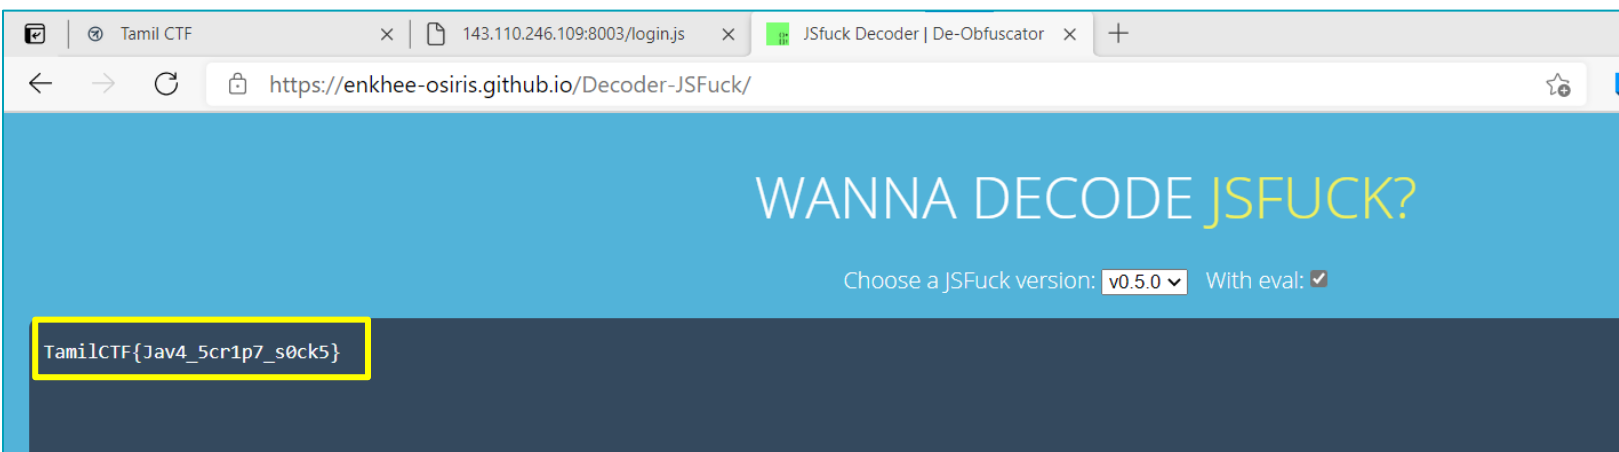 Tamil CTF
143.110.246.109:8003/login.js
JSfuck Decoder | De-Obfuscator
https://enkhee-osiris.github.io/Decoder-JSFuck/
WANNA DECODE JSFUCK?
Choose a JSFuck version: v0.5.0 With eval:
TamilCTF{Jav4_5cr1p7_s0ck5}